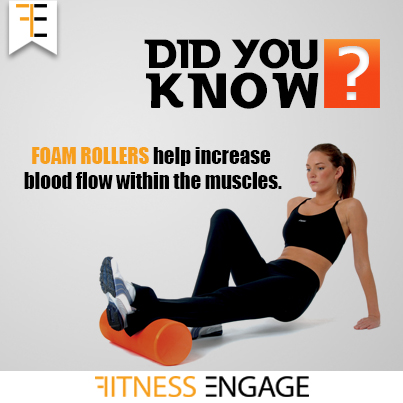 FE
DID YOU
KNOW ?
FOAM ROLLERS help increase
blood flow within the muscles.
FITNESS ENGAGE